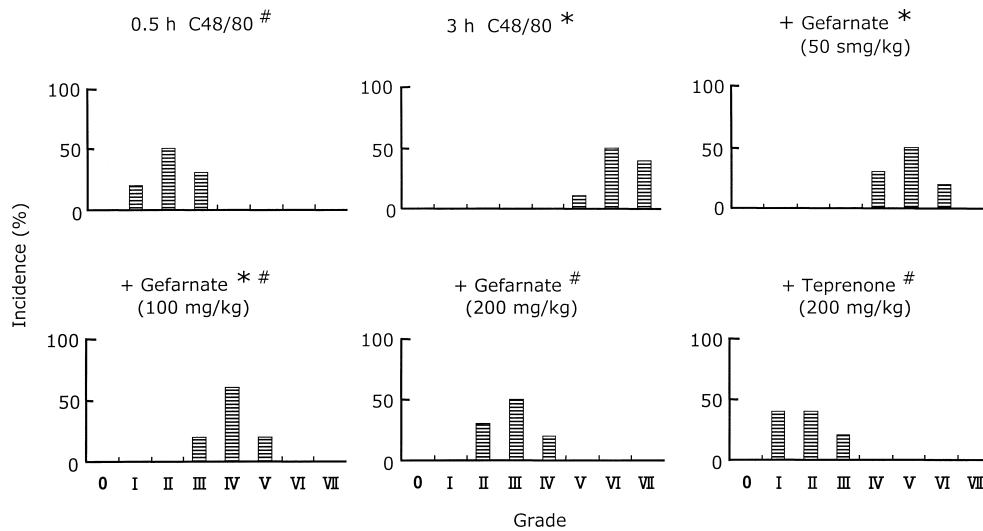 0.5 h C48/80 #
3 h C48/80 *
+ Gefarnate *
(50 smg/kg)
100
50
0
100
50
0
100
50
0
Incidence (%)
+ Gefarnate * #
(100 mg/kg)
+ Gefarnate #
(200 mg/kg)
+ Teprenone #
(200 mg/kg)
100
50
0
100
50
0
100
50
0
0 I II III IV V VI VII
0 I II III IV V VI VII
0 I II III IV V VI VII
Grade